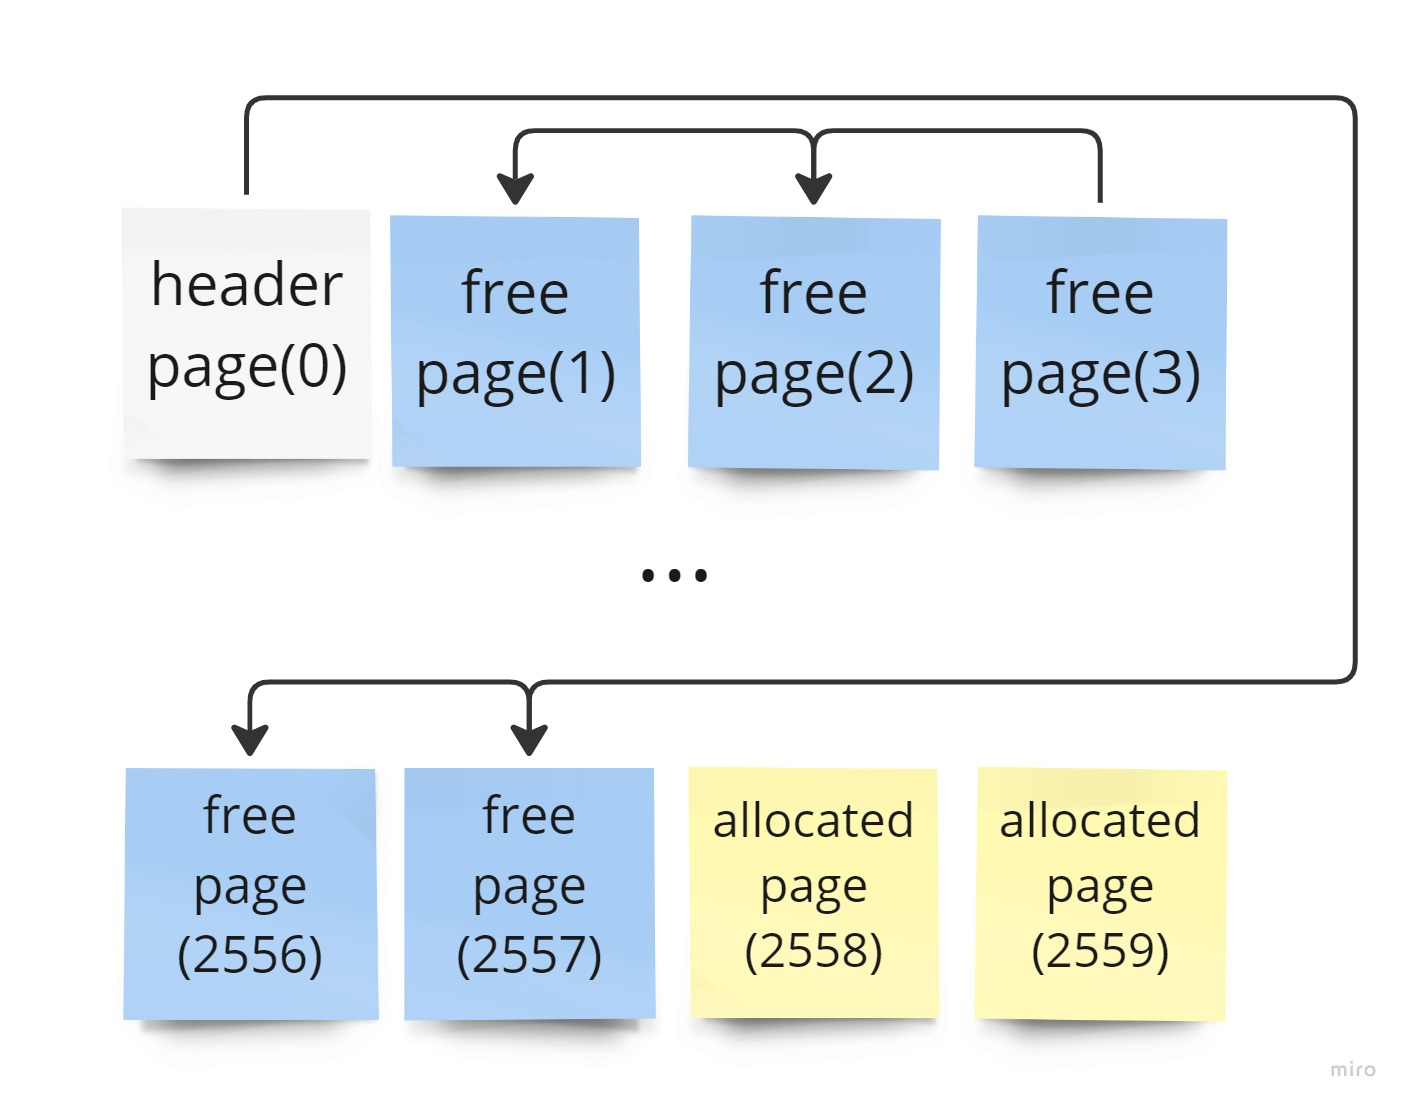 header
page(0)
free
page(1)
free
page(2)
free
page(3)
...
free
page
(2556)
free
page
(2557)
allocated
page
(2558)
allocated
page
(2559)
miro